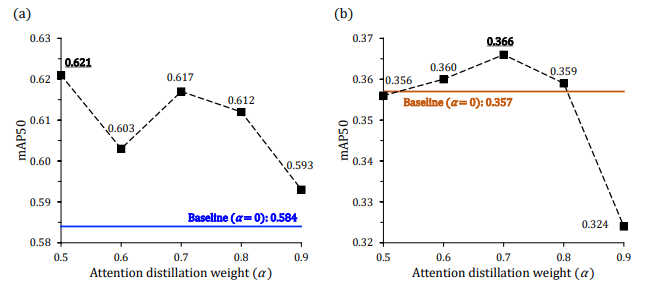 (a)
0.63
0.62
0.61
0.60
0.59
0.58
mAP50
0.621
0.603
0.617
0.612
0.593
Baseline (α= 0): 0.584
0.5 0.6 0.7 0.8 0.9
Attention distillation weight (α)
(b)
0.37
0.36
0.35
0.34
0.33
0.32
mAP50
0.356
0.360
0.366
0.359
0.324
Baseline (α= 0): 0.357
0.5 0.6 0.7 0.8 0.9
Attention distillation weight (α)